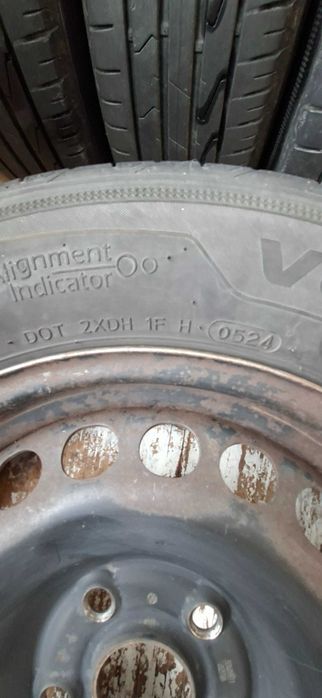 Alignment
Indicator
DOT 2XDH 1F H 0524